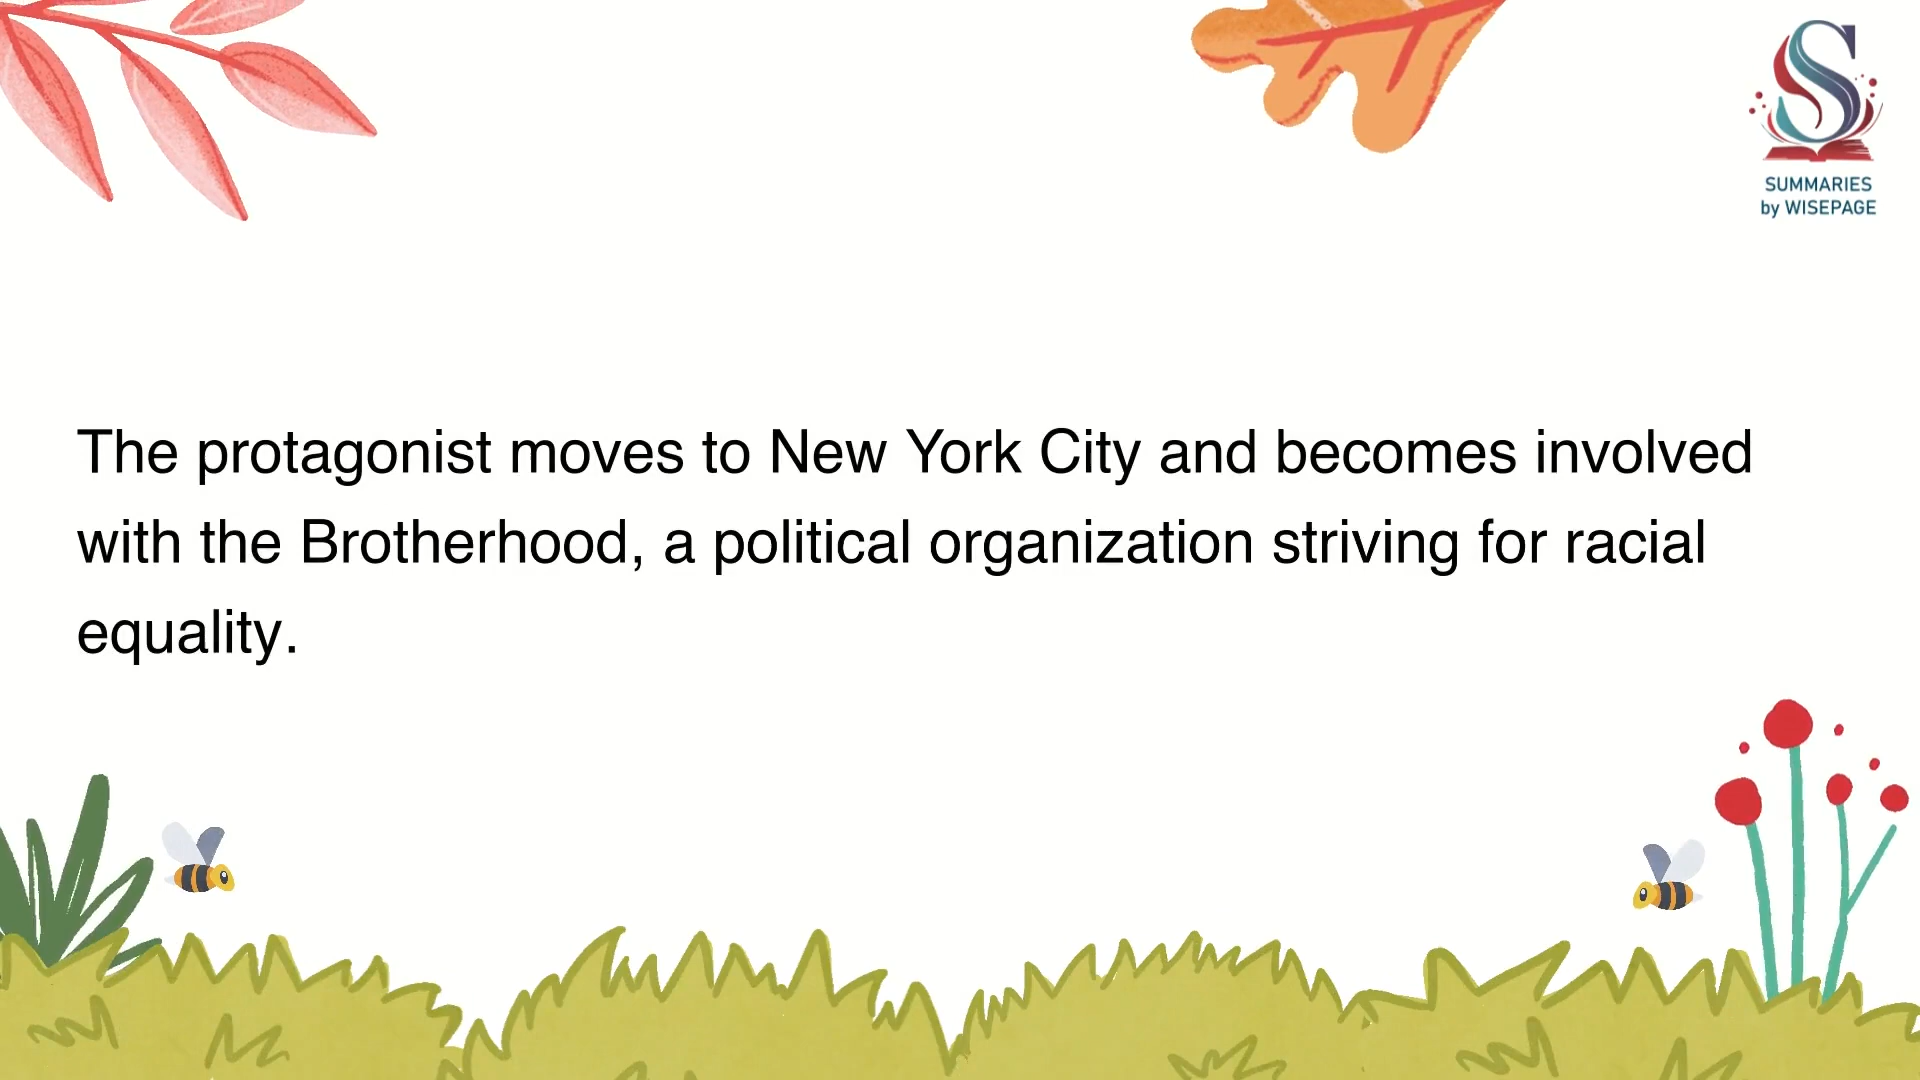 SUMMARIES
by WISEPAGE
The protagonist moves to New York City and becomes involved
with the Brotherhood, a political organization striving for racial
equality.